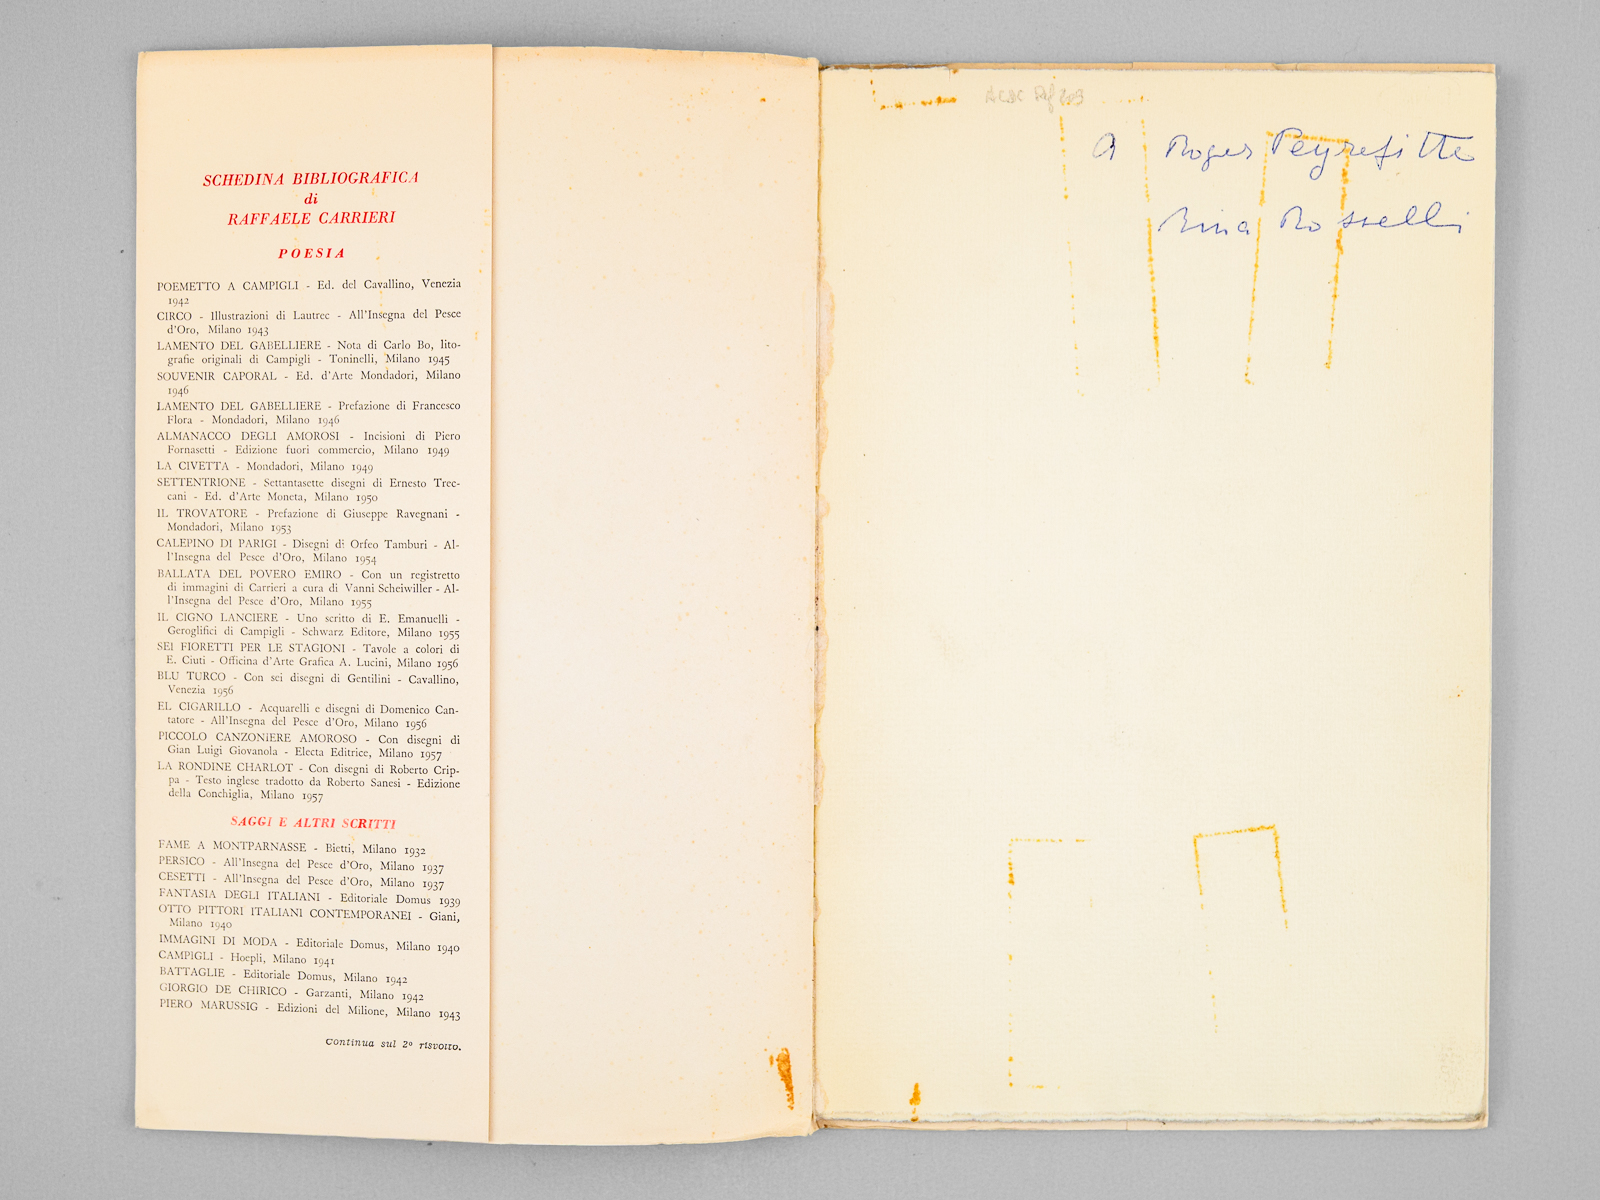 SCHEDINA BIBLIOGRAFICA
di
RAFFAELE CARRIERI
POESIA
POEMETTO A CAMPIGLI - Ed. del Cavallino, Venezia
1942
CIRCO - Illustrazioni di Lautrec - All'Insegna del Pesce
d'Oro, Milano 1943
LAMENTO DEL GABELLIERE - Nota di Carlo Bo, lito-
grafie originali di Campigli - Toninelli, Milano 1945
SOUVENIR CAPORAL - Ed. d'Arte Mondadori, Milano
1946
LAMENTO DEL GABELLIERE - Prefazione di Francesco
Flora - Mondadori, Milano 1946
ALMANACCO DEGLI AMOROSI - Incisioni di Piero
Fornasetti - Edizione fuori commercio, Milano 1949
LA CIVETTA - Mondadori, Milano 1949
SETTENTRIONE - Settantasette disegni di Ernesto Trec-
cani - Ed. d'Arte Moneta, Milano 1950
IL TROVATORE - Prefazione di Giuseppe Ravegnani -
Mondadori, Milano 1953
CALEPINO DI PARIGI - Disegni di Orfeo Tamburi - Al-
l'Insegna del Pesce d'Oro, Milano 1954
BALLATA DEL POVERO EMIRO - Con un registretto
di immagini di Carrieri a cura di Vanni Scheiwiller - Al-
l'Insegna del Pesce d'Oro, Milano 1955
IL CIGNO LANCIERE - Uno scritto di E. Emanuelli -
Geroglifici di Campigli - Schwarz Editore, Milano 1955
SEI FIORETTI PER LE STAGIONI - Tavole a colori di
E. Ciuti - Officina d'Arte Grafica A. Lucini, Milano 1956
BLU TURCO - Con sei disegni di Gentilini - Cavallino,
Venezia 1956
EL CIGARILLO - Acquarelli e disegni di Domenico Can-
tatore - All'Insegna del Pesce d'Oro, Milano 1956
PICCOLO CANZONIERE AMOROSO - Con disegni di
Gian Luigi Giovanola - Electa Editrice, Milano 1957
LA RONDINE CHARLOT - Con disegni di Roberto Crip-
pa - Testo inglese tradotto da Roberto Sanesi - Edizione
della Conchiglia, Milano 1957
SAGGI E ALTRI SCRITTI
FAME A MONTPARNASSE - Bietti, Milano 1932
PERSICO - All'Insegna del Pesce d'Oro, Milano 1937
CESETTI - All'Insegna del Pesce d'Oro, Milano 1937
FANTASIA DEGLI ITALIANI - Editoriale Domus 1939
OTTO PITTORI ITALIANI CONTEMPORANEI - Giani,
Milano 1940
IMMAGINI DI MODA - Editoriale Domus, Milano 1940
CAMPIGLI - Hoepli, Milano 1941
BATTAGLIE - Editoriale Domus, Milano 1942
GIORGIO DE CHIRICO - Garzanti, Milano 1942
PIERO MARUSSIG - Edizioni del Milione, Milano 1943
Continua sul 2º risvolto.
A Roger Peyrefitte
Rina Rosselli